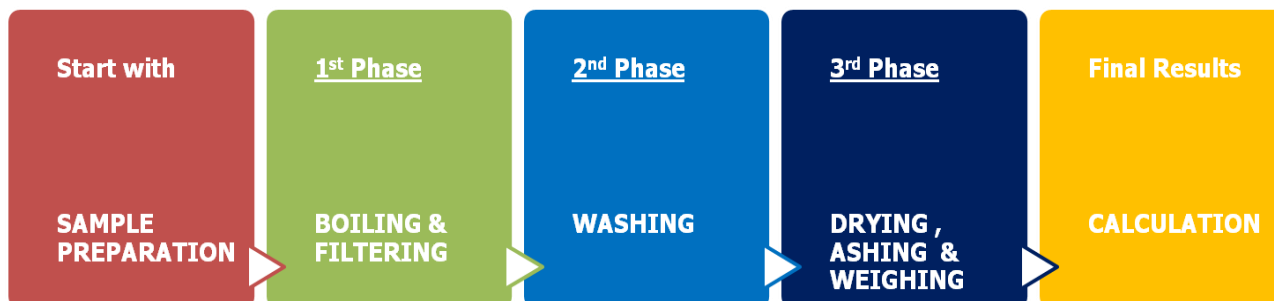 Start with
SAMPLE
PREPARATION
1st Phase
BOILING &
FILTERING
2nd Phase
WASHING
3rd Phase
DRYING ,
ASHING &
WEIGHING
Final Results
CALCULATION